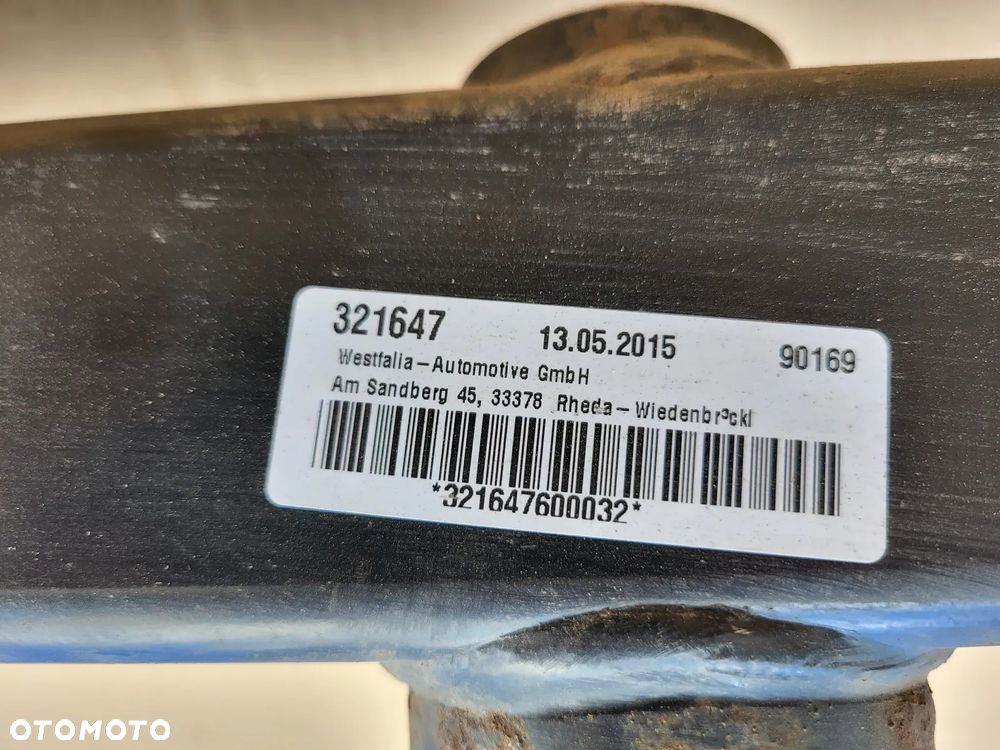 321647 13.05.2015 90169
Westfalia-Automotive GmbH
Am Sandberg 45, 33378 Rheda-Wiedenbr³ckl
*321647600032*
OTOMOTO